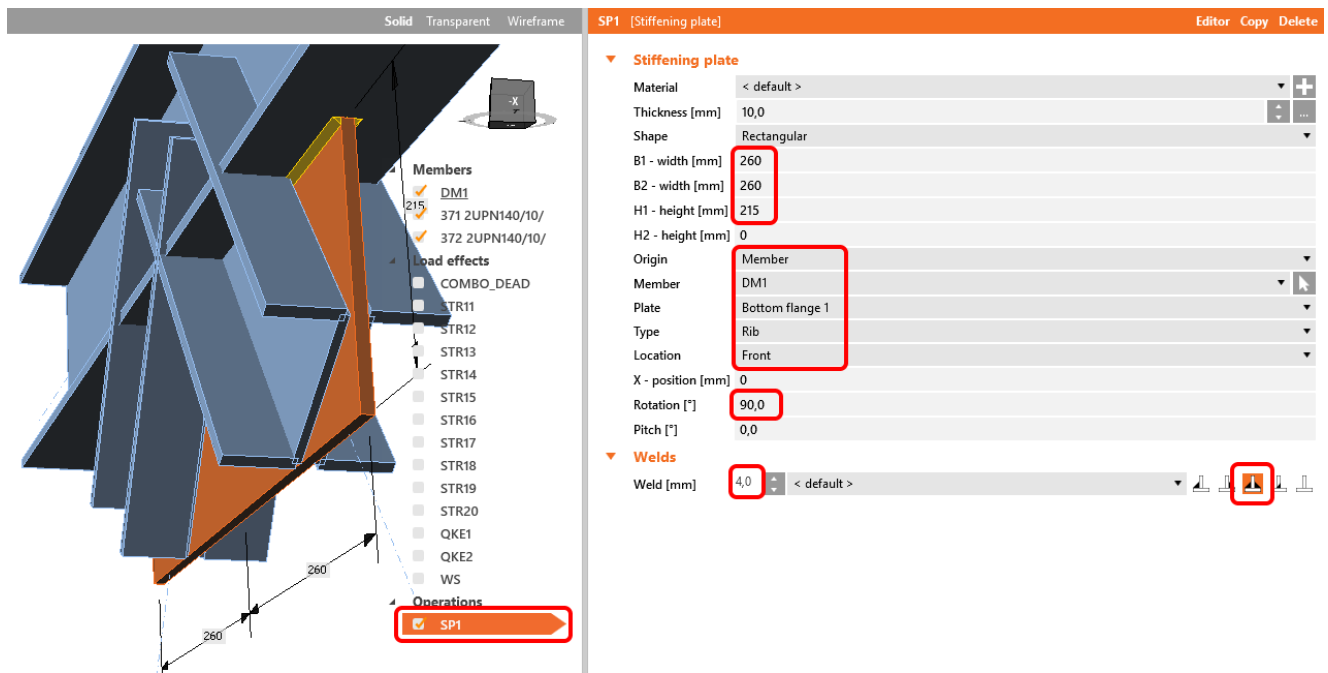 Solid Transparent Wireframe
SP1 [Stiffening plate] Editor Copy Delete
-X
215
260
260
Members
DM1
371 2UPN140/10/
372 2UPN140/10/
Load effects
COMBO_DEAD
STR11
STR12
STR13
STR14
STR15
STR16
STR17
STR18
STR19
STR20
QKE1
QKE2
WS
Operations
SP1
Stiffening plate
Material < default >
Thickness [mm] 10,0 ...
Shape Rectangular
B1 - width [mm] 260
B2 - width [mm] 260
H1 - height [mm] 215
H2 - height [mm] 0
Origin Member
Member DM1
Plate Bottom flange 1
Type Rib
Location Front
X - position [mm] 0
Rotation [°] 90,0
Pitch [°] 0,0
Welds
Weld [mm] 4,0 < default >